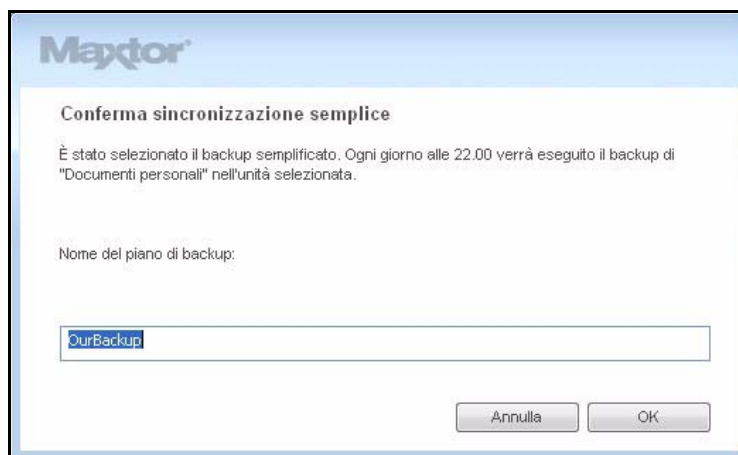 Maxtor®
Conferma sincronizzazione semplice
È stato selezionato il backup semplificato. Ogni giorno alle 22.00 verrà eseguito il backup di
"Documenti personali" nell'unità selezionata.
Nome del piano di backup:
OurBackup
Annulla
OK